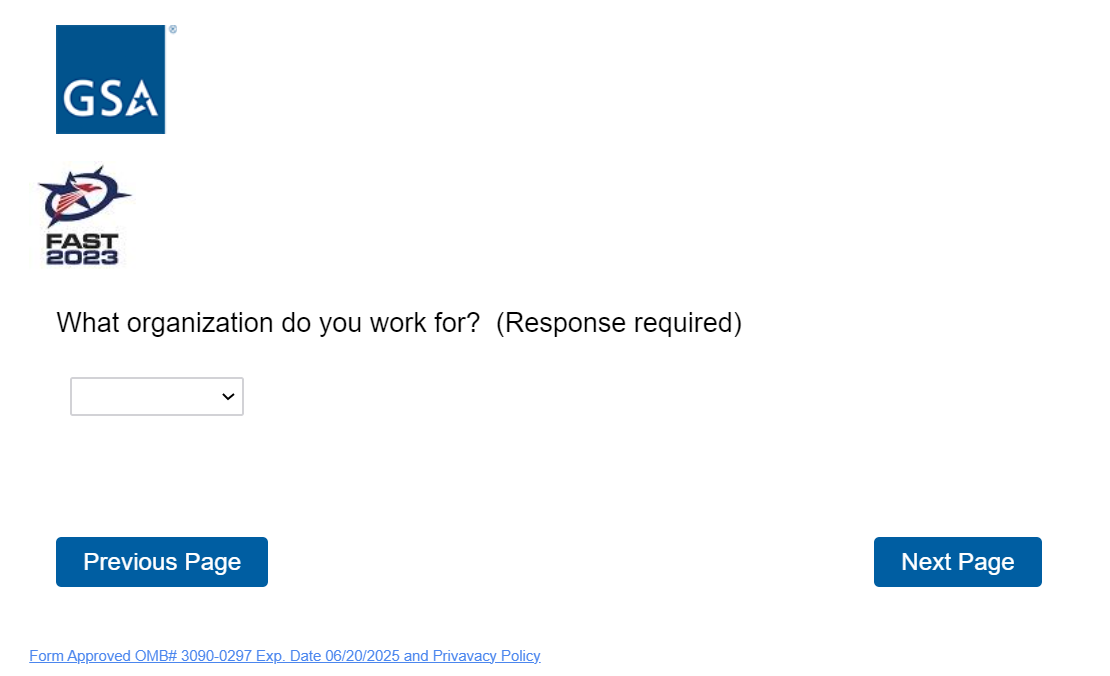 ®
GSA
FAST
2023
What organization do you work for?  (Response required)
Previous Page
Next Page
Form Approved OMB# 3090-0297 Exp. Date 06/20/2025 and Privavacy Policy